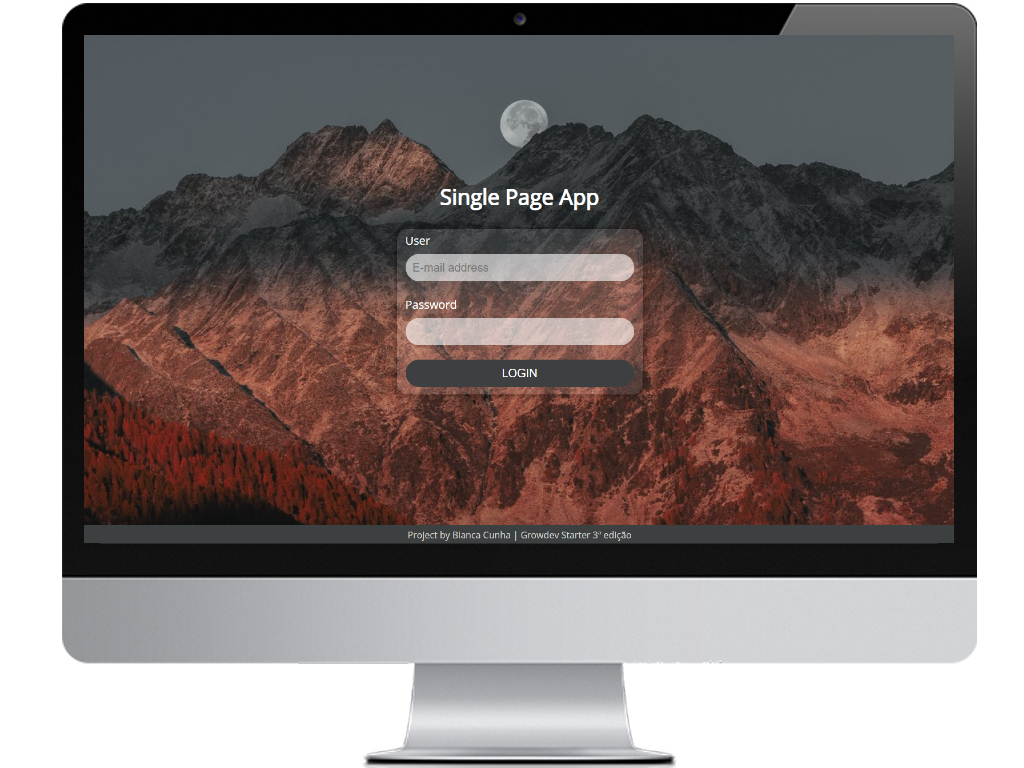 Single Page App
User
E-mail address
Password
LOGIN
Project by Bianca Cunha | Growdev Starter 3ª edição